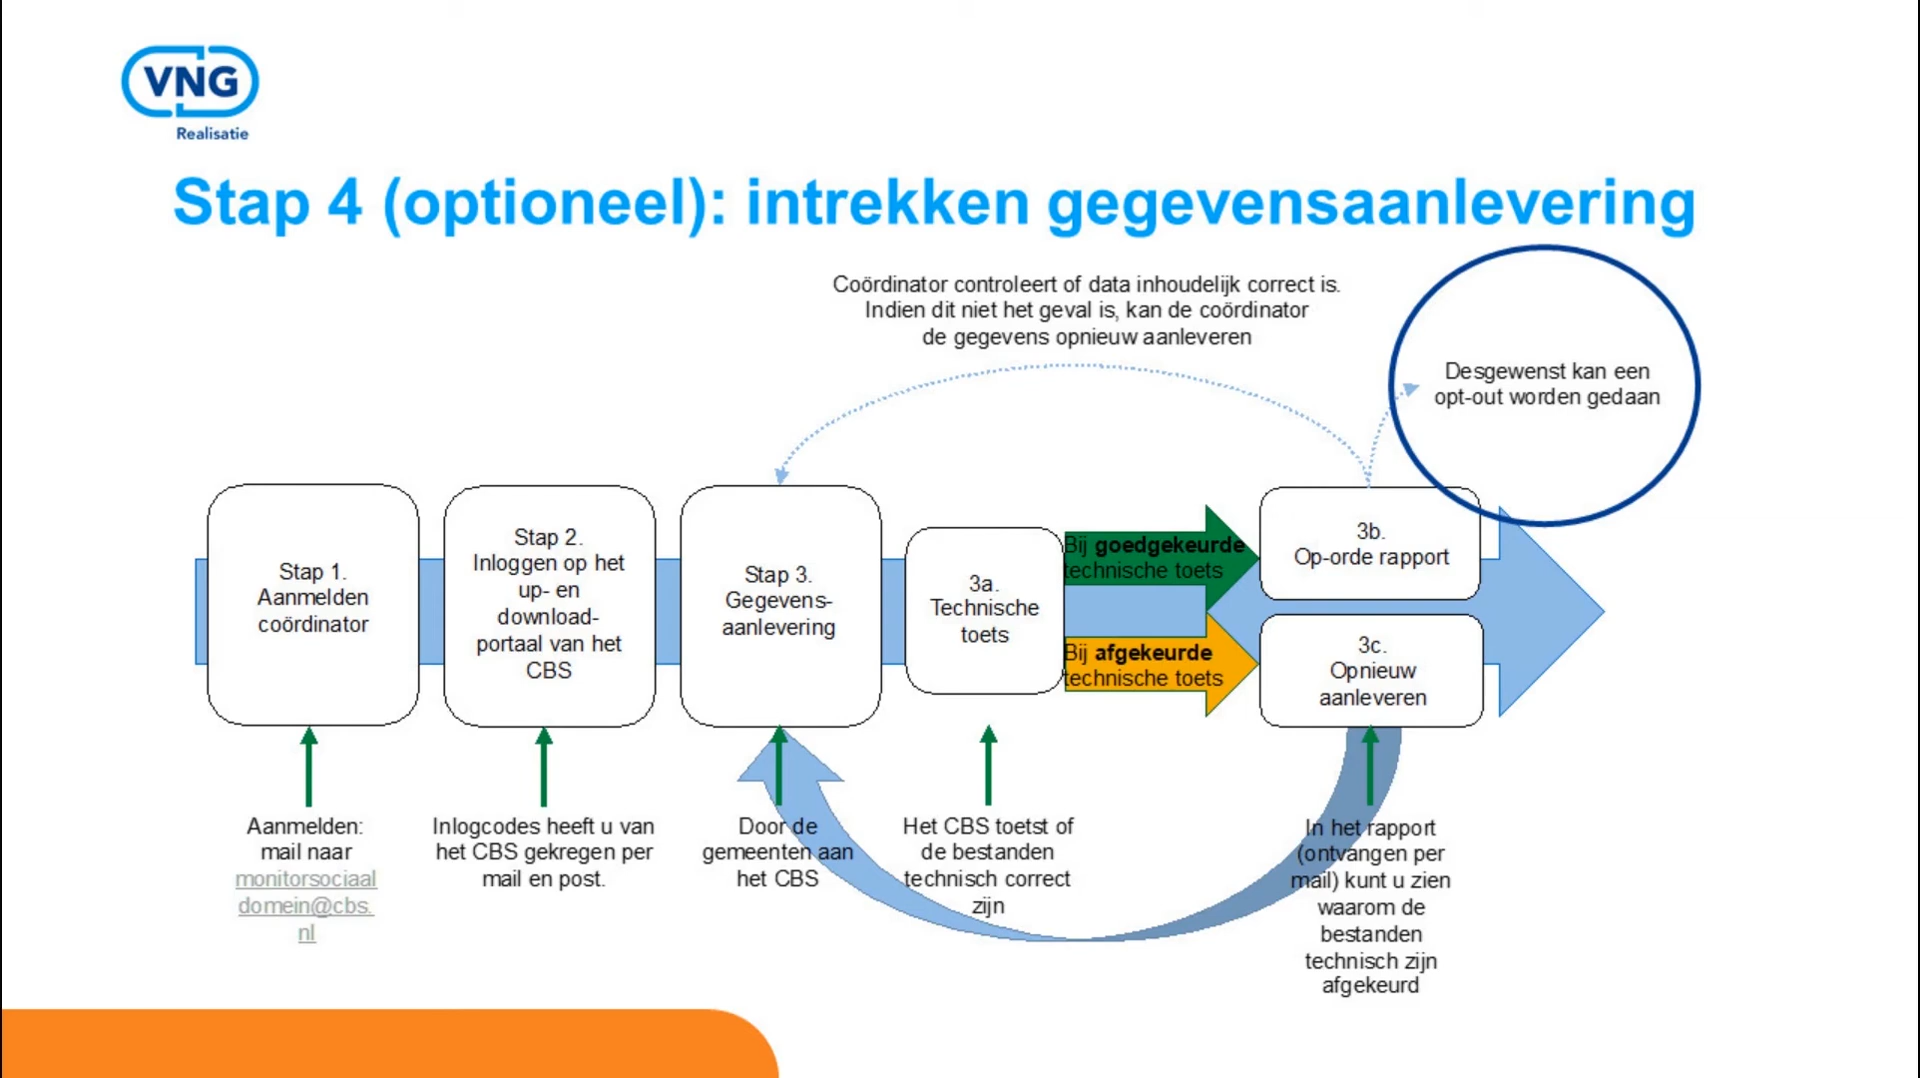 VNG
Realisatie
Stap 4 (optioneel): intrekken gegevensaanlevering
Coördinator controleert of data inhoudelijk correct is.
Indien dit niet het geval is, kan de coördinator
de gegevens opnieuw aanleveren
Desgewenst kan een
opt-out worden gedaan
Stap 1.
Aanmelden
coördinator
Stap 2.
Inloggen op het
up- en
download-
portaal van het
CBS
Stap 3.
Gegevens-
aanlevering
3a.
Technische
toets
Bij goedgekeurde
technische toets
Bij afgekeurde
technische toets
3b.
Op-orde rapport
3c.
Opnieuw
aanleveren
Aanmelden:
mail naar
monitorsociaal
domein@cbs.
nl
Inlogcodes heeft u van
het CBS gekregen per
mail en post.
Door de
gemeenten aan
het CBS
Het CBS toetst of
de bestanden
technisch correct
zijn
In het rapport
(ontvangen per
mail) kunt u zien
waarom de
bestanden
technisch zijn
afgekeurd